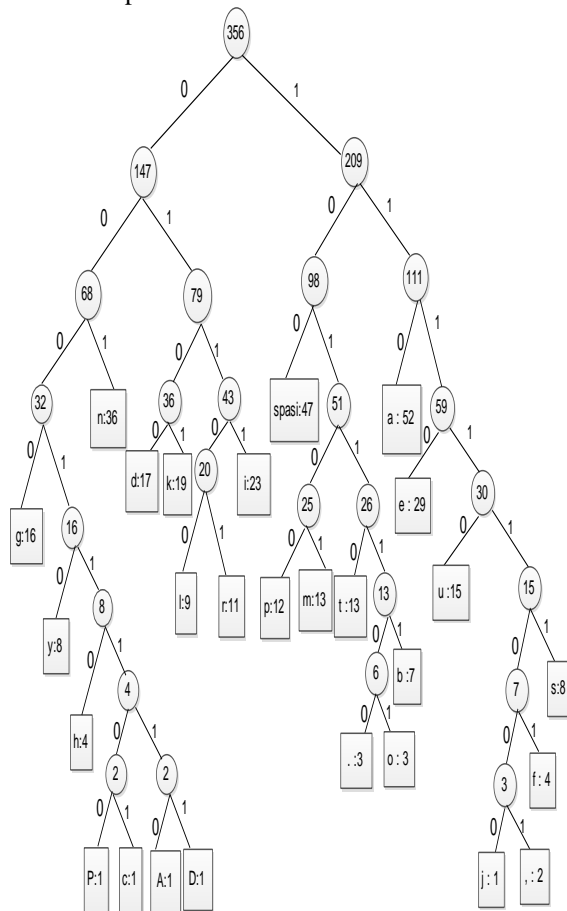 356
0 1
147 209
0 1 0 1
68 79 98 111
0 1 0 1 0 1 0 1
32 n:36 36 43 spasi:47 51 a : 52 59
0 1 0 1 0 1 0 1 0 1
g:16 16 d:17 k:19 20 i:23 25 26 e : 29 30
0 1 0 1 0 1 0 1 0 1
y:8 8 l:9 r:11 p:12 m:13 t :13 13 u :15 15
0 1 0 1 0 1
h:4 4 6 b :7 7 s:8
0 1 0 1 0 1
2 2 . :3 o : 3 3 f : 4
0 1 0 1 0 1
P:1 c:1 A:1 D:1 j : 1 , : 2